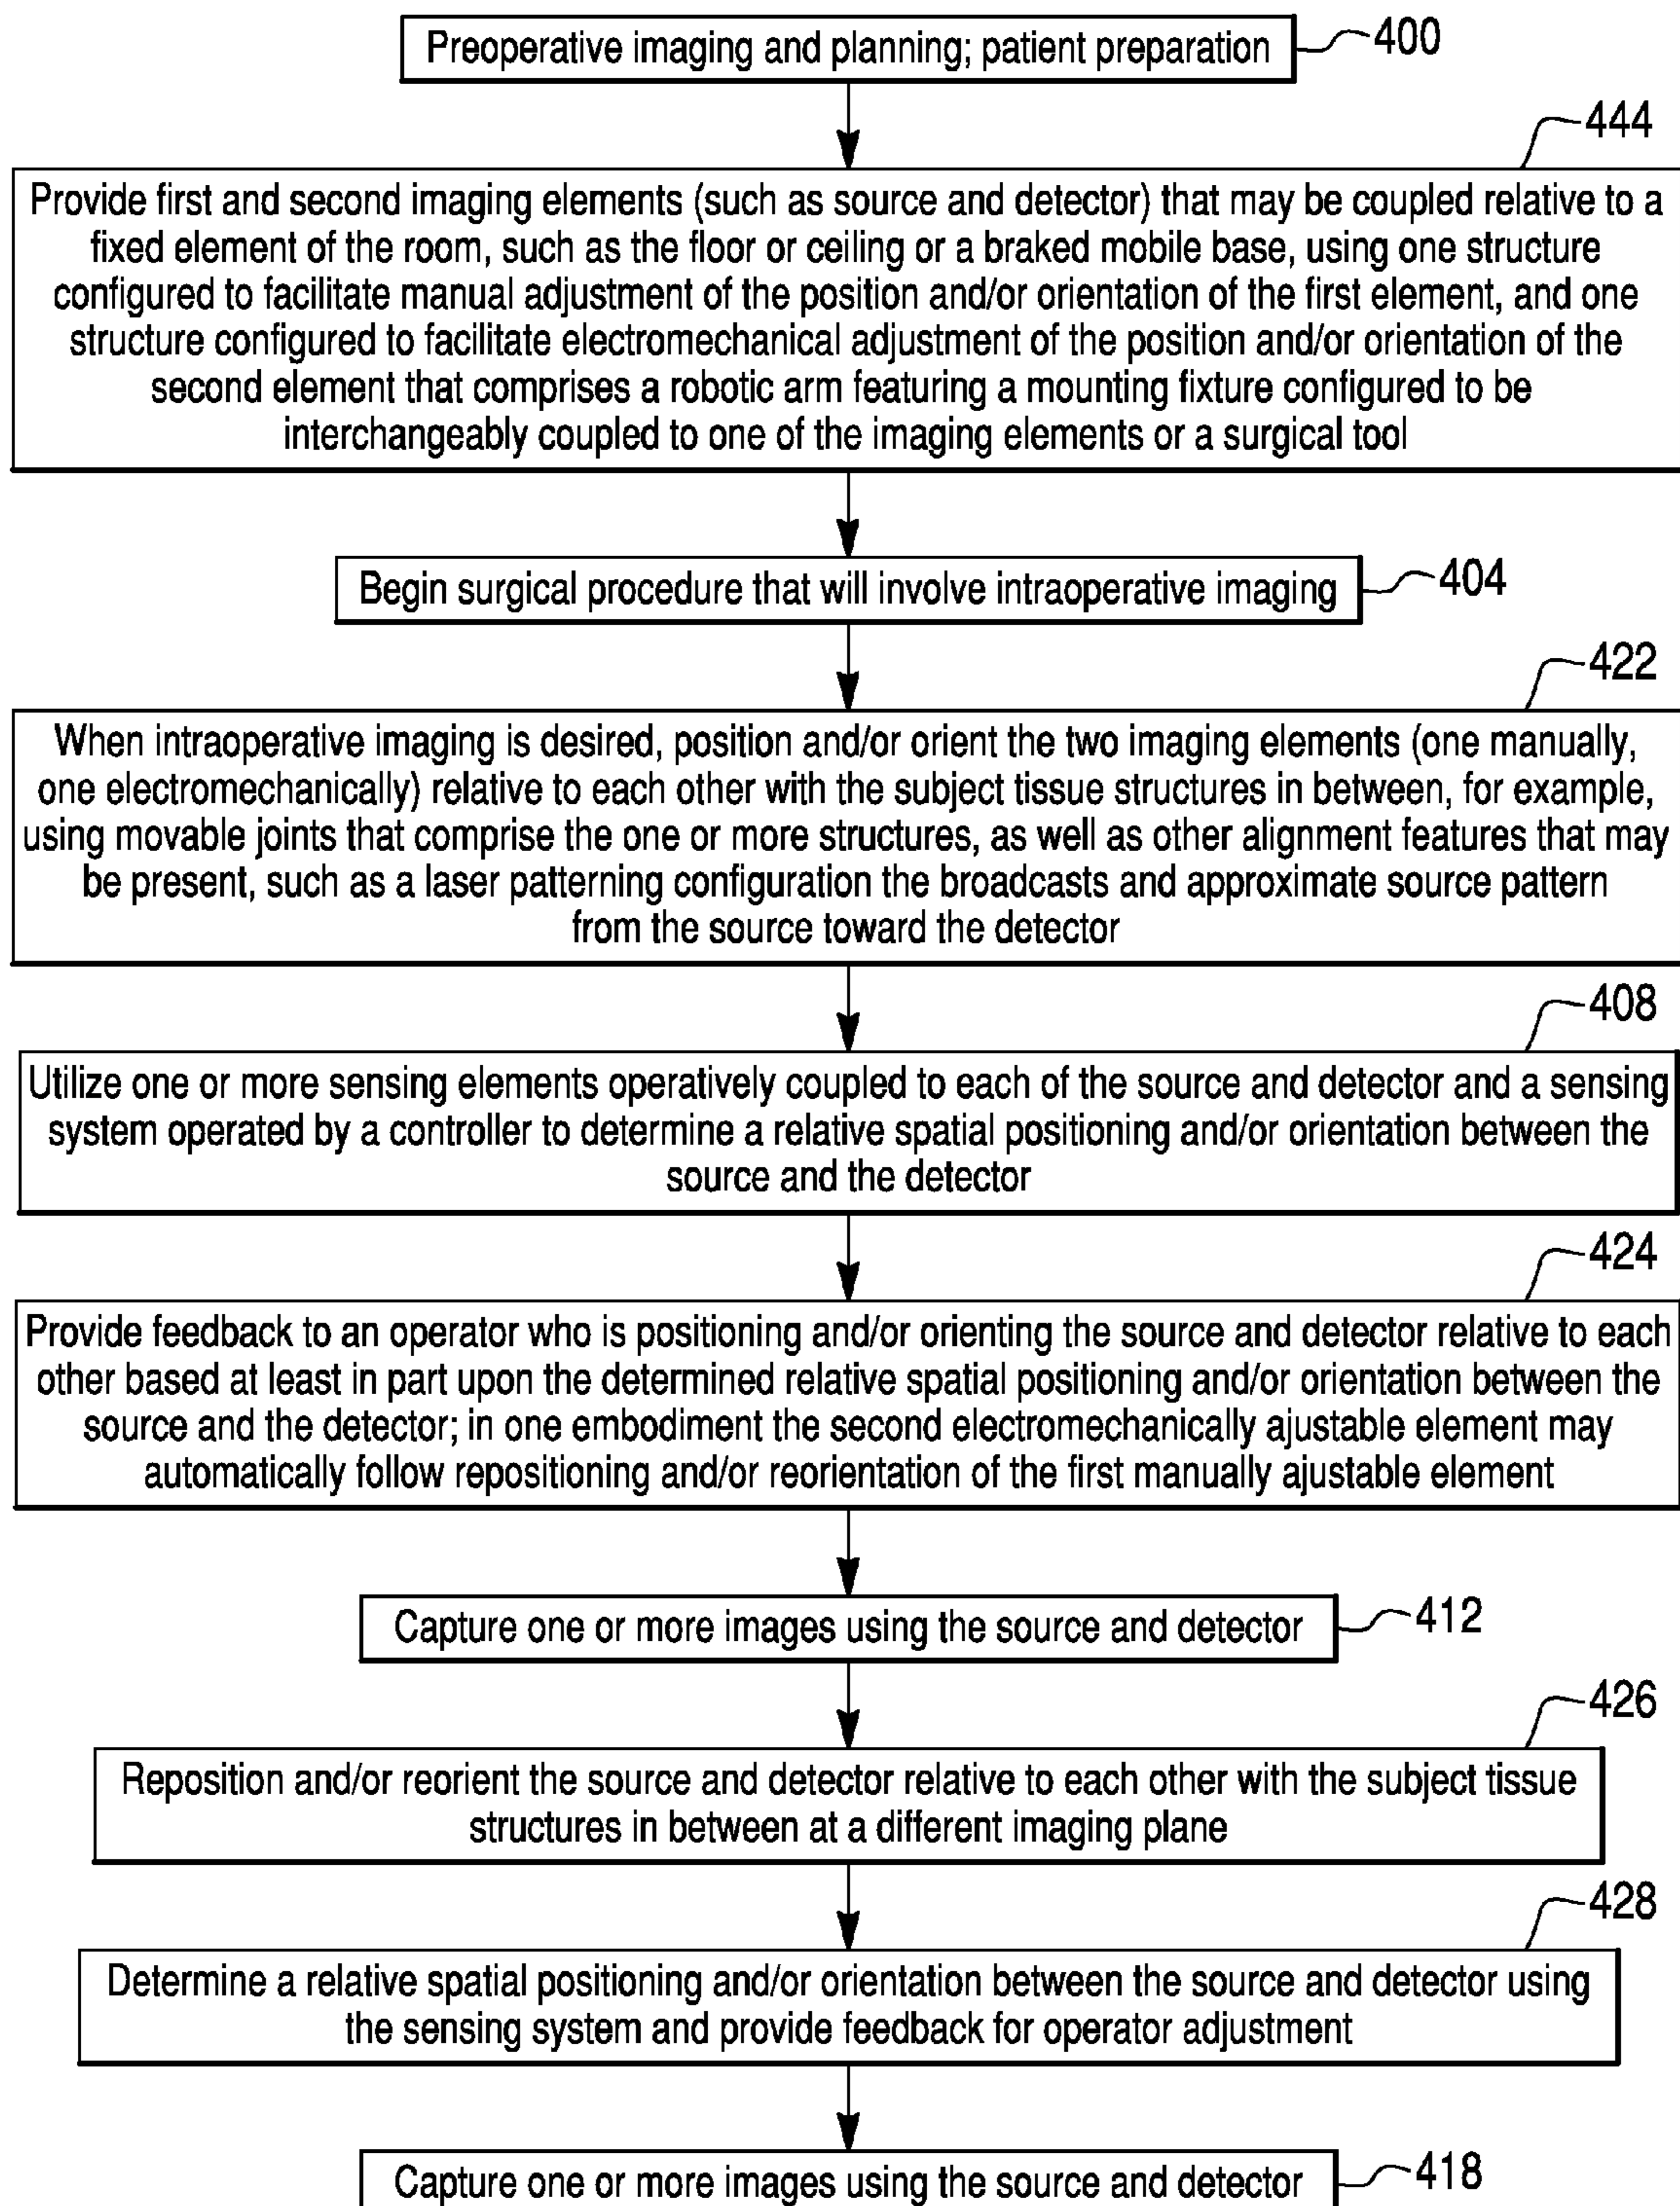 Preoperative imaging and planning; patient preparation
400
444
Provide first and second imaging elements (such as source and detector) that may be coupled relative to a
fixed element of the room, such as the floor or ceiling or a braked mobile base, using one structure
configured to facilitate manual adjustment of the position and/or orientation of the first element, and one
structure configured to facilitate electromechanical adjustment of the position and/or orientation of the
second element that comprises a robotic arm featuring a mounting fixture configured to be
interchangeably coupled to one of the imaging elements or a surgical tool
Begin surgical procedure that will involve intraoperative imaging
404
422
When intraoperative imaging is desired, position and/or orient the two imaging elements (one manually,
one electromechanically) relative to each other with the subject tissue structures in between, for example,
using movable joints that comprise the one or more structures, as well as other alignment features that may
be present, such as a laser patterning configuration the broadcasts and approximate source pattern
from the source toward the detector
408
Utilize one or more sensing elements operatively coupled to each of the source and detector and a sensing
system operated by a controller to determine a relative spatial positioning and/or orientation between the
source and the detector
424
Provide feedback to an operator who is positioning and/or orienting the source and detector relative to each
other based at least in part upon the determined relative spatial positioning and/or orientation between the
source and the detector; in one embodiment the second electromechanically ajustable element may
automatically follow repositioning and/or reorientation of the first manually ajustable element
Capture one or more images using the source and detector
412
426
Reposition and/or reorient the source and detector relative to each other with the subject tissue
structures in between at a different imaging plane
428
Determine a relative spatial positioning and/or orientation between the source and detector using
the sensing system and provide feedback for operator adjustment
Capture one or more images using the source and detector
418